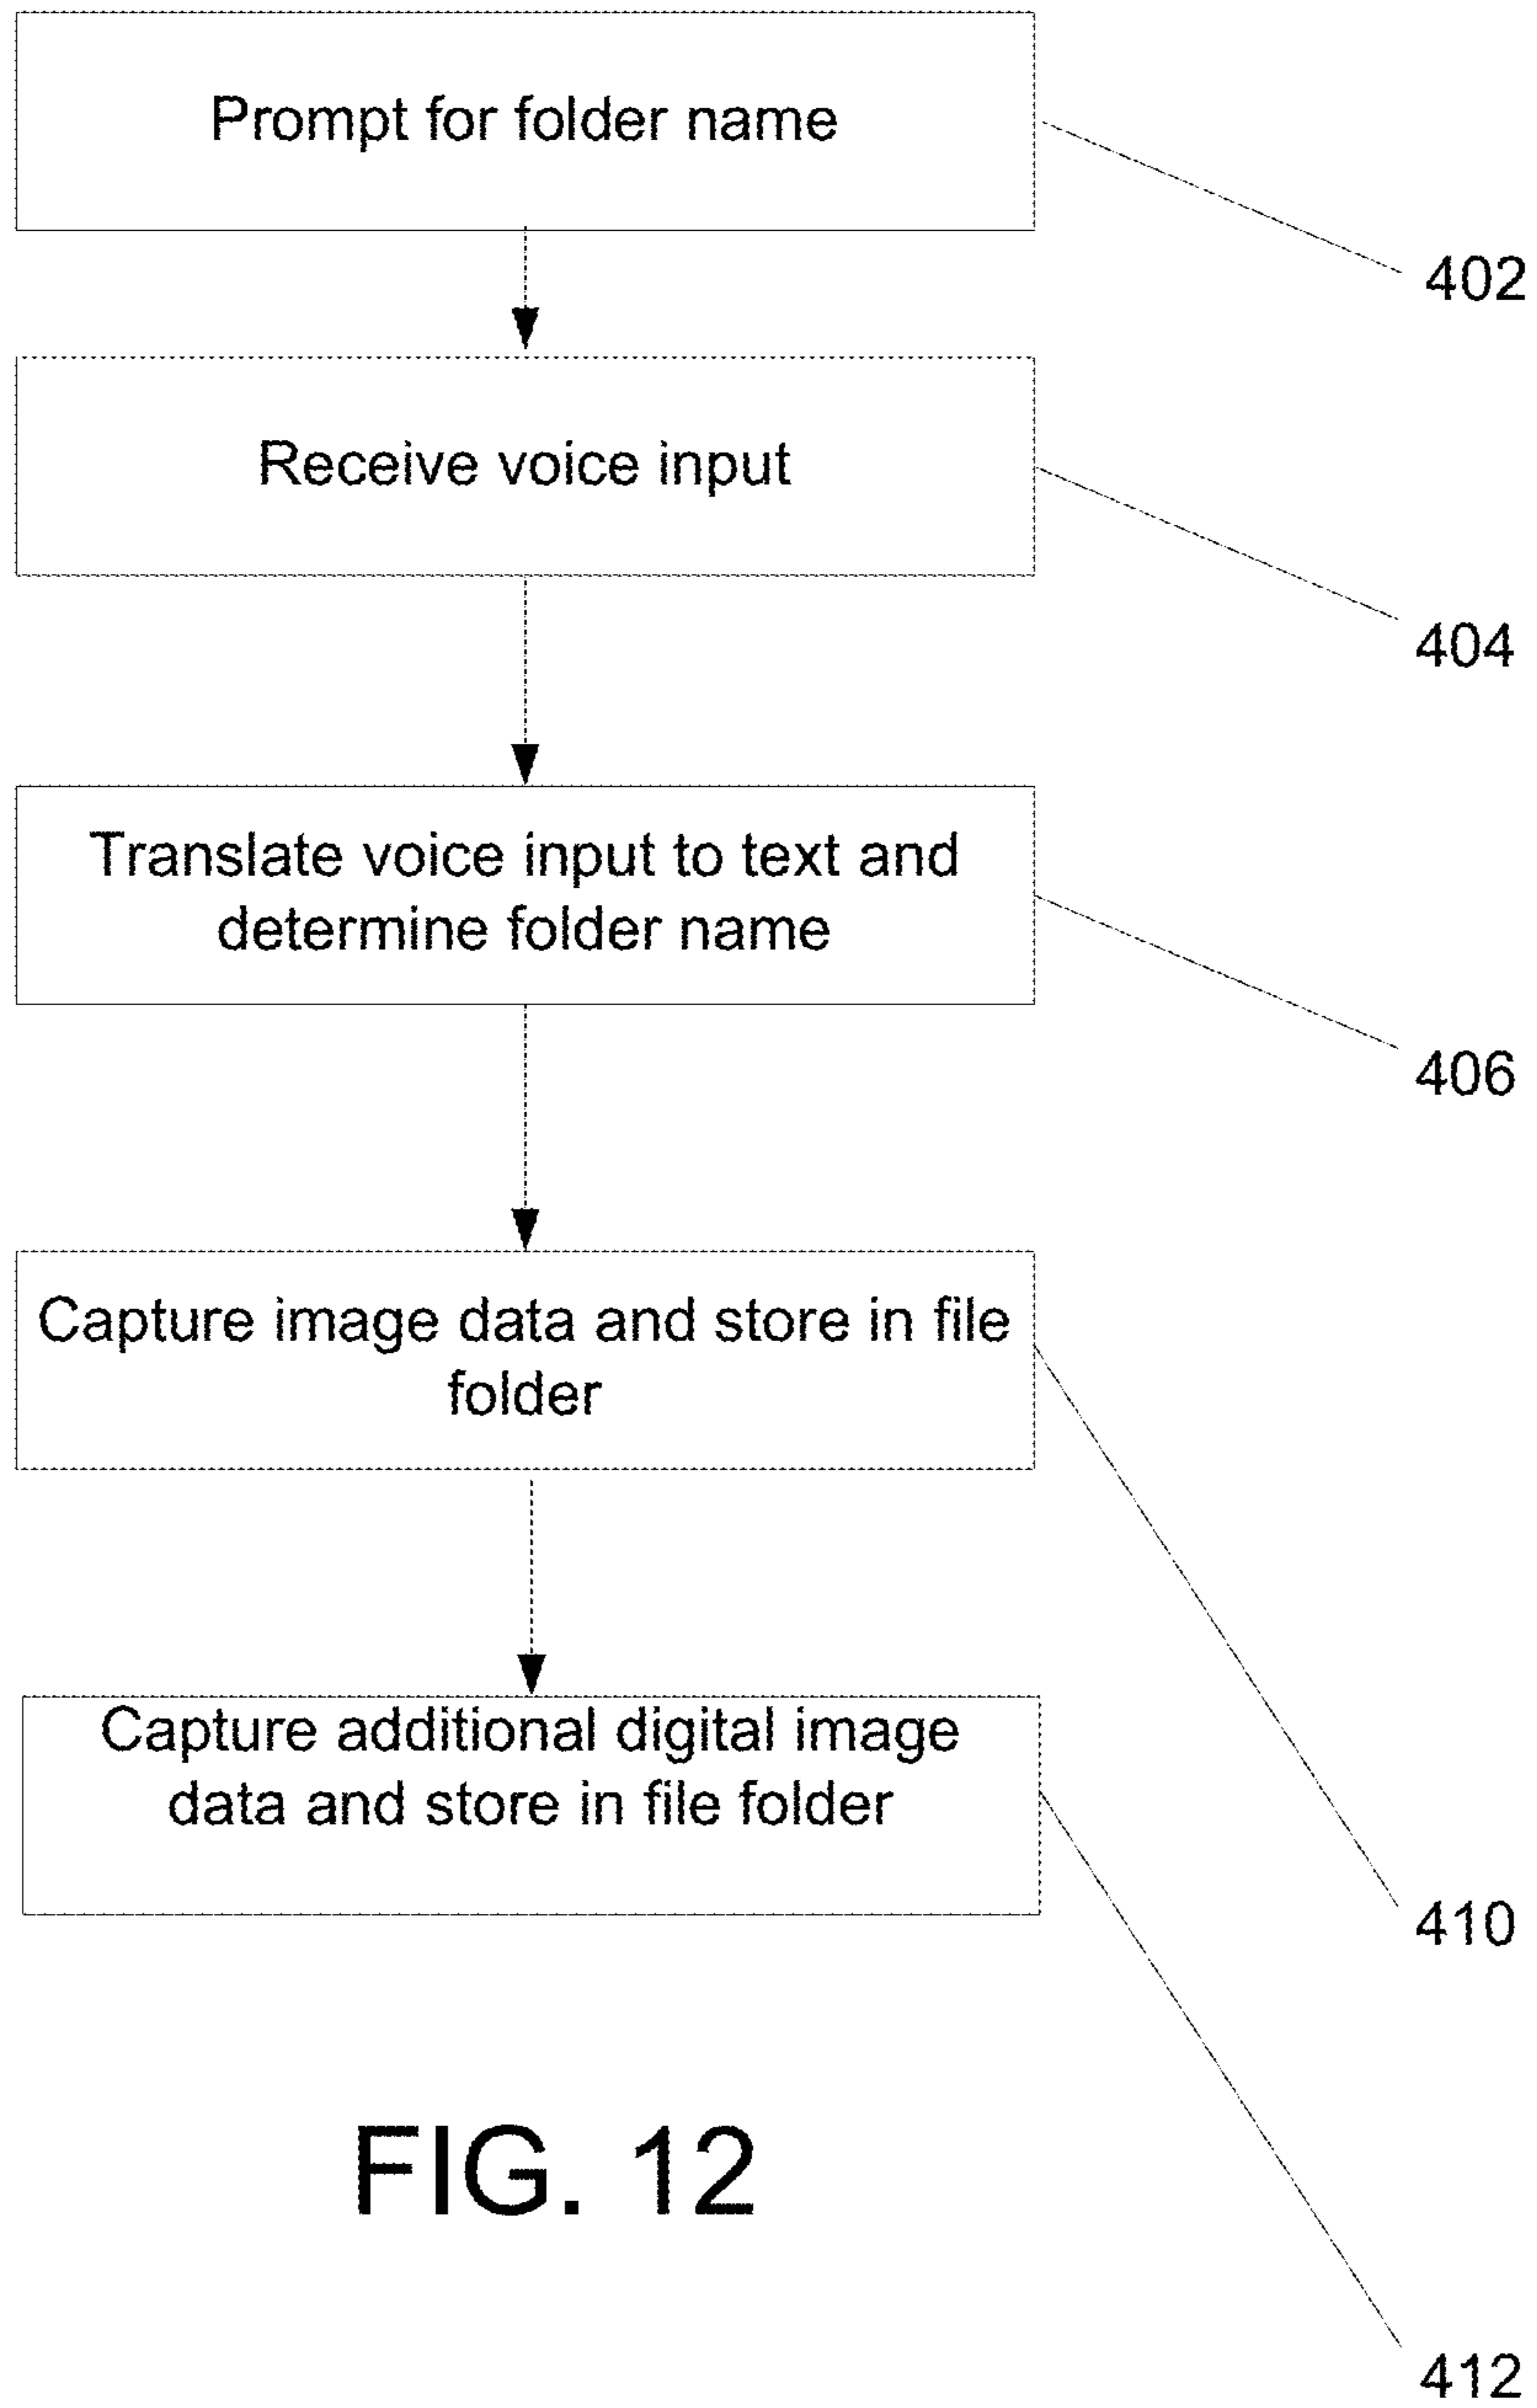 Prompt for folder name
402
Receive voice input
404
Translate voice input to text and
determine folder name
406
Capture image data and store in file
folder
410
Capture additional digital image
data and store in file folder
412
FIG. 12